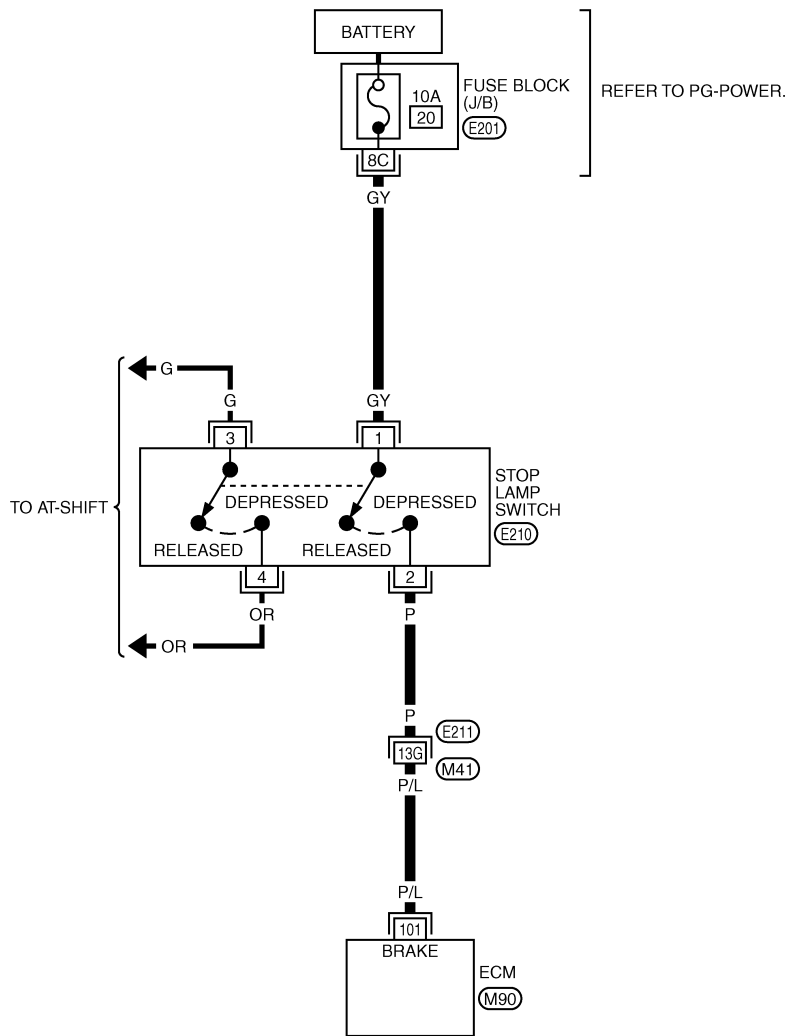 BATTERY
FUSE BLOCK
(J/B)
10A
20
E201
REFER TO PG-POWER.
8C
GY
G
G
GY
3
1
TO AT-SHIFT
DEPRESSED
DEPRESSED
RELEASED
RELEASED
STOP
LAMP
SWITCH
E210
4
2
OR
P
OR
P
E211
13G
M41
P/L
P/L
101
BRAKE
ECM
M90